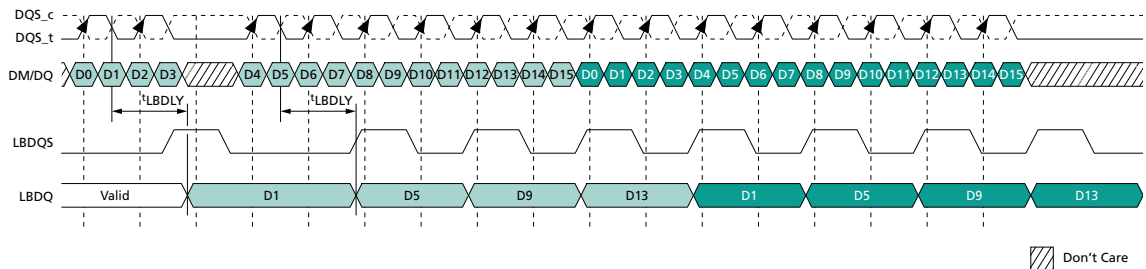 DQS_c
DQS_t
DM/DQ D0 D1 D2 D3 D4 D5 D6 D7 D8 D9 D10 D11 D12 D13 D14 D15 D0 D1 D2 D3 D4 D5 D6 D7 D8 D9 D10 D11 D12 D13 D14 D15
tLBDLY tLBDLY
LBDQS
LBDQ Valid D1 D5 D9 D13 D1 D5 D9 D13
Don't Care